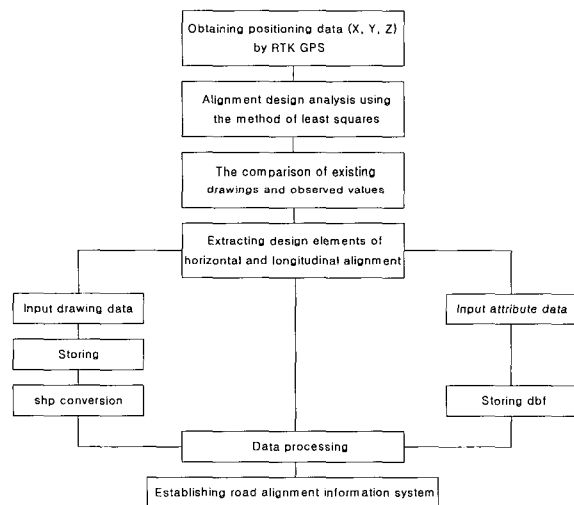 Obtaining positioning data (X, Y, Z)
by RTK GPS
Alignment design analysis using
the method of least squares
The comparison of existing
drawings and observed values
Extracting design elements of
horizontal and longitudinal alignment
Input drawing data
Input attribute data
Storing
shp conversion
Storing dbf
Data processing
Establishing road alignment information system